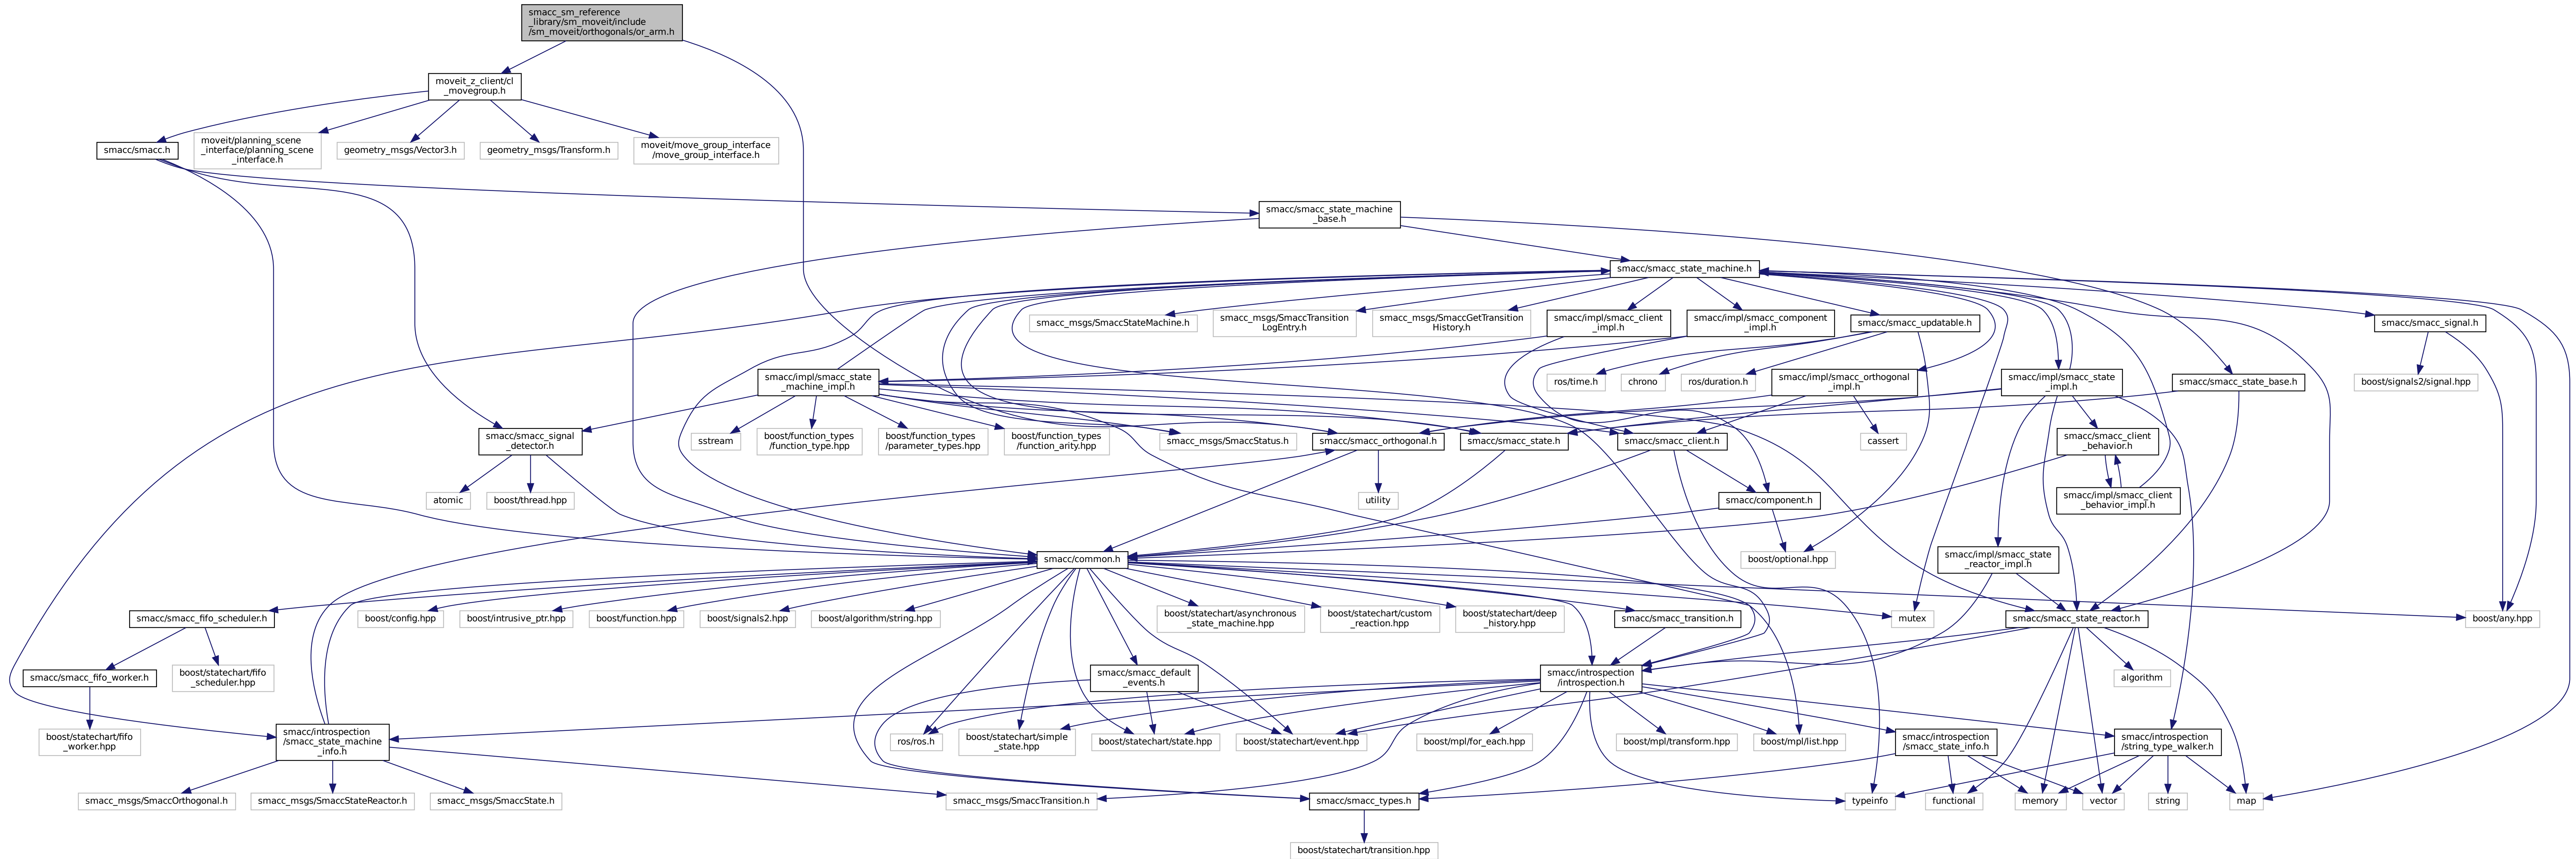 smacc_sm_reference
_library/sm_moveit/include
/sm_moveit/orthogonals/or_arm.h
moveit_z_client/cl
_movegroup.h
smacc/smacc.h
moveit/planning_scene
_interface/planning_scene
_interface.h
geometry_msgs/Vector3.h
geometry_msgs/Transform.h
moveit/move_group_interface
/move_group_interface.h
smacc/smacc_state_machine
_base.h
smacc/smacc_state_machine.h
smacc_msgs/SmaccStateMachine.h
smacc_msgs/SmaccTransition
LogEntry.h
smacc_msgs/SmaccGetTransition
History.h
smacc/impl/smacc_client
_impl.h
smacc/impl/smacc_component
_impl.h
smacc/smacc_updatable.h
smacc/smacc_signal.h
smacc/impl/smacc_state
_machine_impl.h
ros/time.h
chrono
ros/duration.h
smacc/impl/smacc_orthogonal
_impl.h
smacc/impl/smacc_state
_impl.h
smacc/smacc_state_base.h
boost/signals2/signal.hpp
smacc/smacc_signal
_detector.h
sstream
boost/function_types
/function_type.hpp
boost/function_types
/parameter_types.hpp
boost/function_types
/function_arity.hpp
smacc_msgs/SmaccStatus.h
smacc/smacc_orthogonal.h
smacc/smacc_state.h
smacc/smacc_client.h
cassert
smacc/smacc_client
_behavior.h
atomic
boost/thread.hpp
utility
smacc/component.h
smacc/impl/smacc_client
_behavior_impl.h
smacc/common.h
boost/optional.hpp
smacc/impl/smacc_state
_reactor_impl.h
smacc/smacc_fifo_scheduler.h
boost/config.hpp
boost/intrusive_ptr.hpp
boost/function.hpp
boost/signals2.hpp
boost/algorithm/string.hpp
boost/statechart/asynchronous
_state_machine.hpp
boost/statechart/custom
_reaction.hpp
boost/statechart/deep
_history.hpp
smacc/smacc_transition.h
mutex
smacc/smacc_state_reactor.h
boost/any.hpp
smacc/smacc_fifo_worker.h
boost/statechart/fifo
_scheduler.hpp
smacc/smacc_default
_events.h
smacc/introspection
/introspection.h
algorithm
boost/statechart/fifo
_worker.hpp
smacc/introspection
/smacc_state_machine
_info.h
ros/ros.h
boost/statechart/simple
_state.hpp
boost/statechart/state.hpp
boost/statechart/event.hpp
boost/mpl/for_each.hpp
boost/mpl/transform.hpp
boost/mpl/list.hpp
smacc/introspection
/smacc_state_info.h
smacc/introspection
/string_type_walker.h
smacc_msgs/SmaccOrthogonal.h
smacc_msgs/SmaccStateReactor.h
smacc_msgs/SmaccState.h
smacc_msgs/SmaccTransition.h
smacc/smacc_types.h
typeinfo
functional
memory
vector
string
map
boost/statechart/transition.hpp